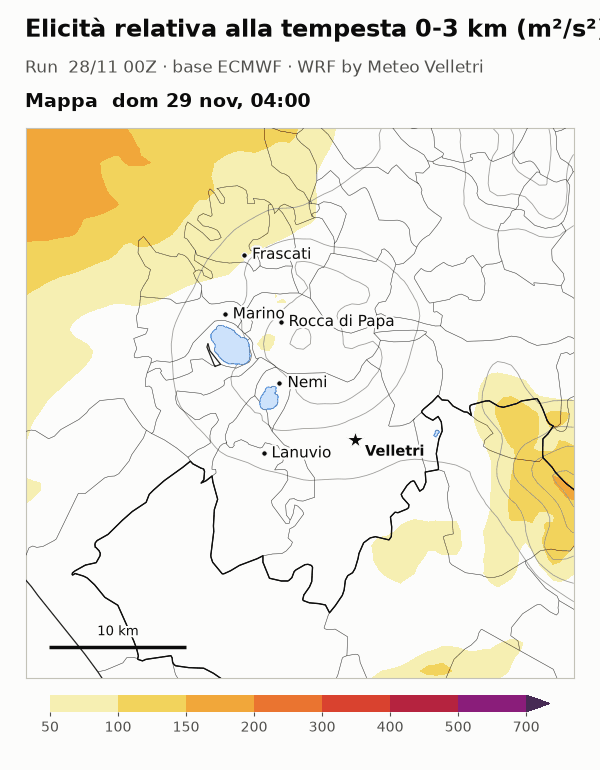 Elicità relativa alla tempesta 0-3 km (m²/s²)
Run  28/11 00Z · base ECMWF · WRF by Meteo Velletri
Mappa  dom 29 nov, 04:00
Frascati
Marino
Rocca di Papa
Nemi
Velletri
Lanuvio
10 km
50 100 150 200 300 400 500 700